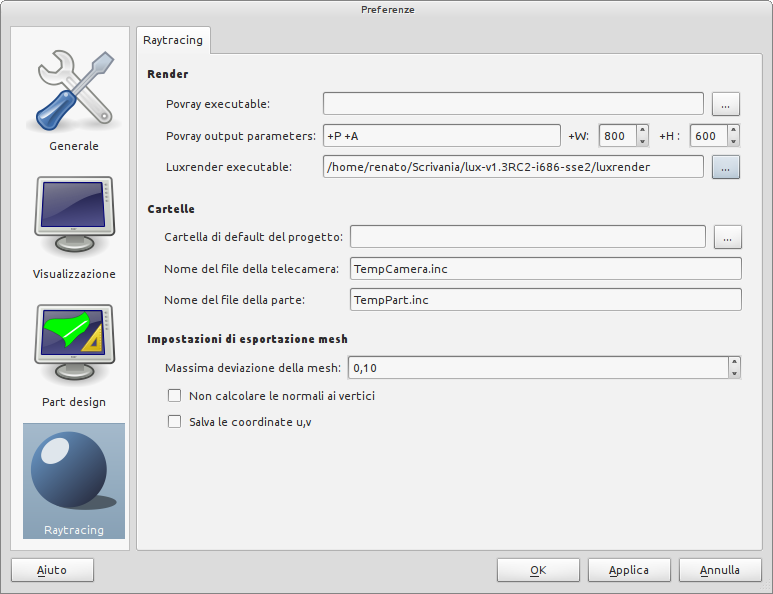 Preferenze
Generale
Visualizzazione
Part design
Raytracing
Raytracing
Render
Povray executable:
...
Povray output parameters: +P +A +W: 800 +H : 600
Luxrender executable: /home/renato/Scrivania/lux-v1.3RC2-i686-sse2/luxrender ...
Cartelle
Cartella di default del progetto: ...
Nome del file della telecamera: TempCamera.inc
Nome del file della parte: TempPart.inc
Impostazioni di esportazione mesh
Massima deviazione della mesh: 0,10
Non calcolare le normali ai vertici
Salva le coordinate u,v
Aiuto OK Applica Annulla